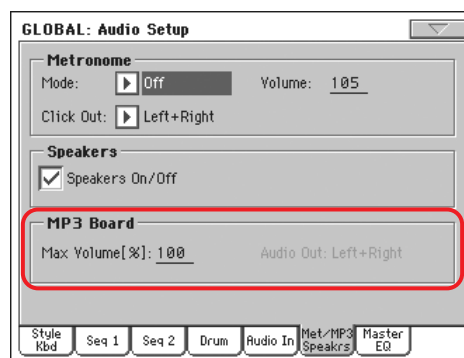 GLOBAL: Audio Setup
Metronome
Mode: Off Volume: 105
Click Out: Left+Right
Speakers
Speakers On/Off
MP3 Board
Max Volume[%]: 100 Audio Out: Left+Right
Style Kbd Seq 1 Seq 2 Drum Audio In Met/MP3 Speakrs Master EQ